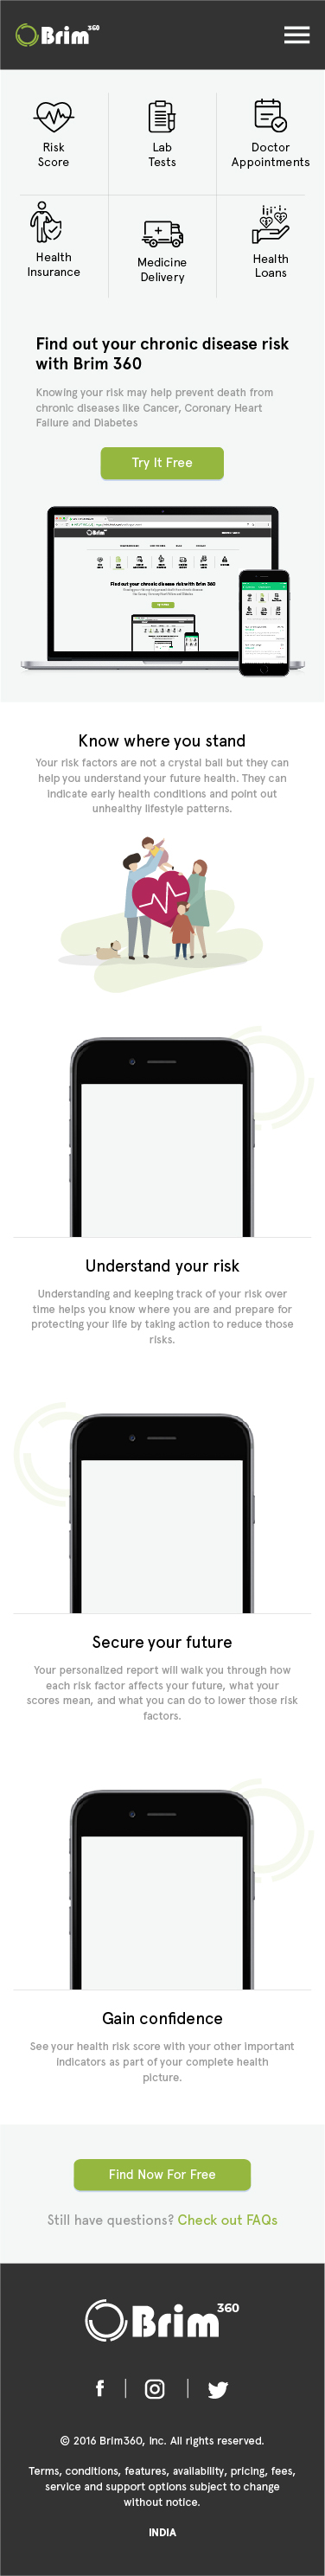 Brim360
Risk
Score
Lab
Tests
Doctor
Appointments
Health
Insurance
Medicine
Delivery
Health
Loans
Find out your chronic disease risk
with Brim 360
Knowing your risk may help prevent death from
chronic diseases like Cancer, Coronary Heart
Failure and Diabetes
Try It Free
Brim
Find out your chronic disease risk with Brim 360
Know where you stand
Your risk factors are not a crystal ball but they can
help you understand your future health. They can
indicate early health conditions and point out
unhealthy lifestyle patterns.
Understand your risk
Understanding and keeping track of your risk over
time helps you know where you are and prepare for
protecting your life by taking action to reduce those
risks.
Secure your future
Your personalized report will walk you through how
each risk factor affects your future, what your
scores mean, and what you can do to lower those risk
factors.
Gain confidence
See your health risk score with your other important
indicators as part of your complete health
picture.
Find Now For Free
Still have questions? Check out FAQs
Brim360
© 2016 Brim360, Inc. All rights reserved.
Terms, conditions, features, availability, pricing, fees,
service and support options subject to change
without notice.
INDIA